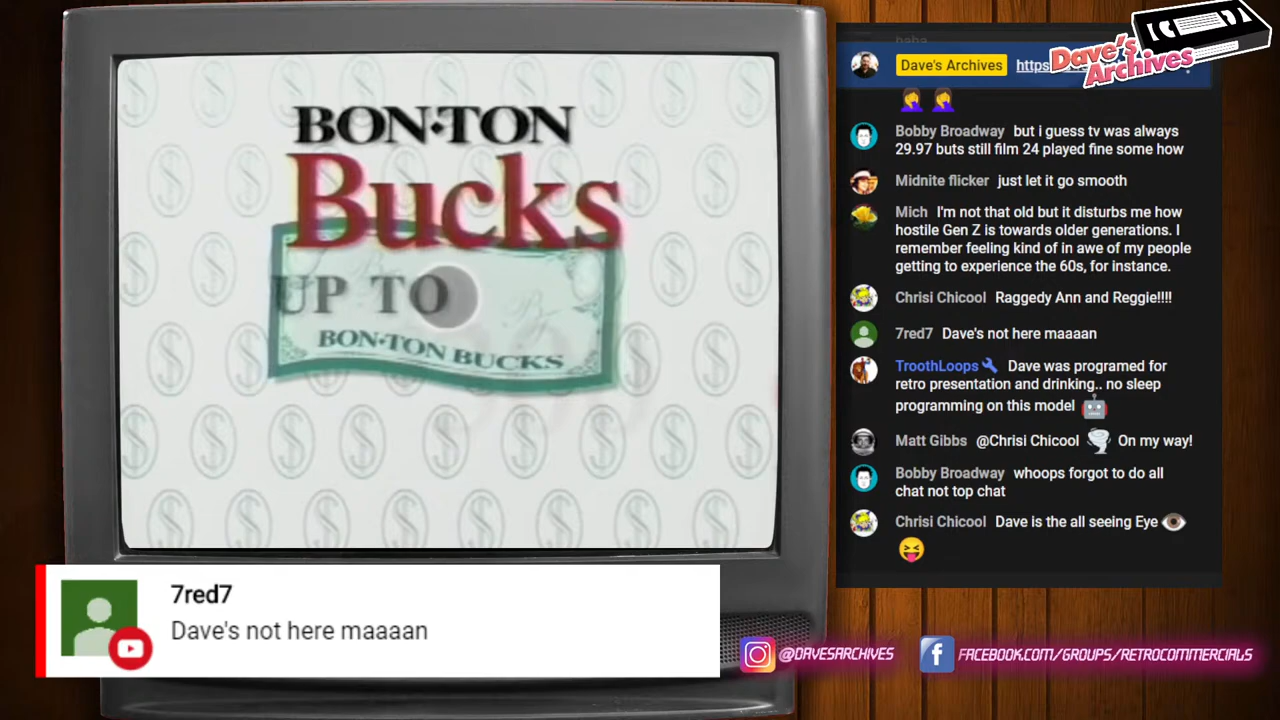 BON·TON
Bucks
UP TO
BON·TON BUCKS
7red7
Dave's not here maaaan
Dave's Archives
Dave's Archives https
🤦‍♀️ 🤦‍♀️
Bobby Broadway but i guess tv was always
29.97 buts still film 24 played fine some how
Midnite flicker just let it go smooth
Mich I'm not that old but it disturbs me how
hostile Gen Z is towards older generations. I
remember feeling kind of in awe of my people
getting to experience the 60s, for instance.
Chrisi Chicool Raggedy Ann and Reggie!!!!
7red7 Dave's not here maaaan
TroothLoops Dave was programed for
retro presentation and drinking.. no sleep
programming on this model 🤖
Matt Gibbs @Chrisi Chicool 🌪️ On my way!
Bobby Broadway whoops forgot to do all
chat not top chat
Chrisi Chicool Dave is the all seeing Eye 👁️
😝
@DAVESARCHIVES
FACEBOOK.COM/GROUPS/RETROCOMMERCIALS